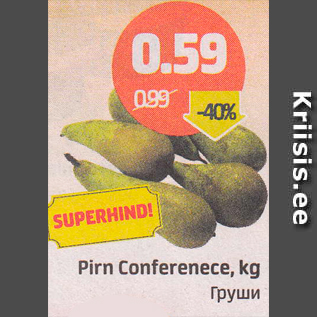 0.59
0.99
-40%
SUPERHIND!
Pirn Conferenece, kg
Груши
Kriisis.ee